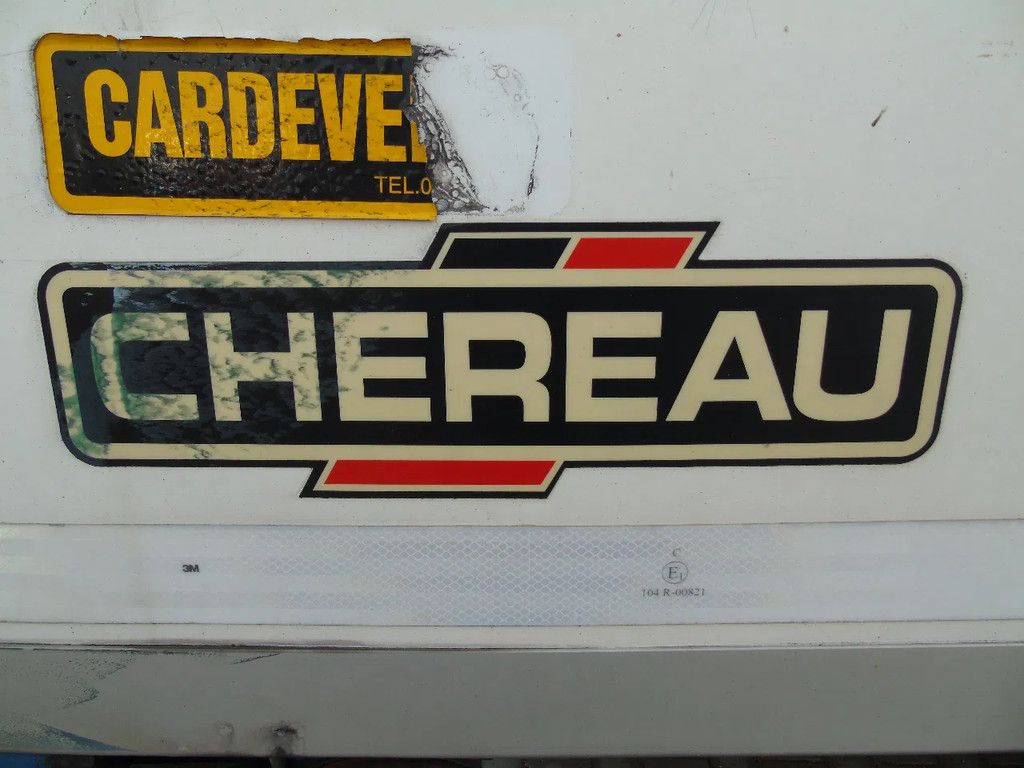 CARDEVE
TEL.0
CHEREAU
3M
C
E1
104 R-00821